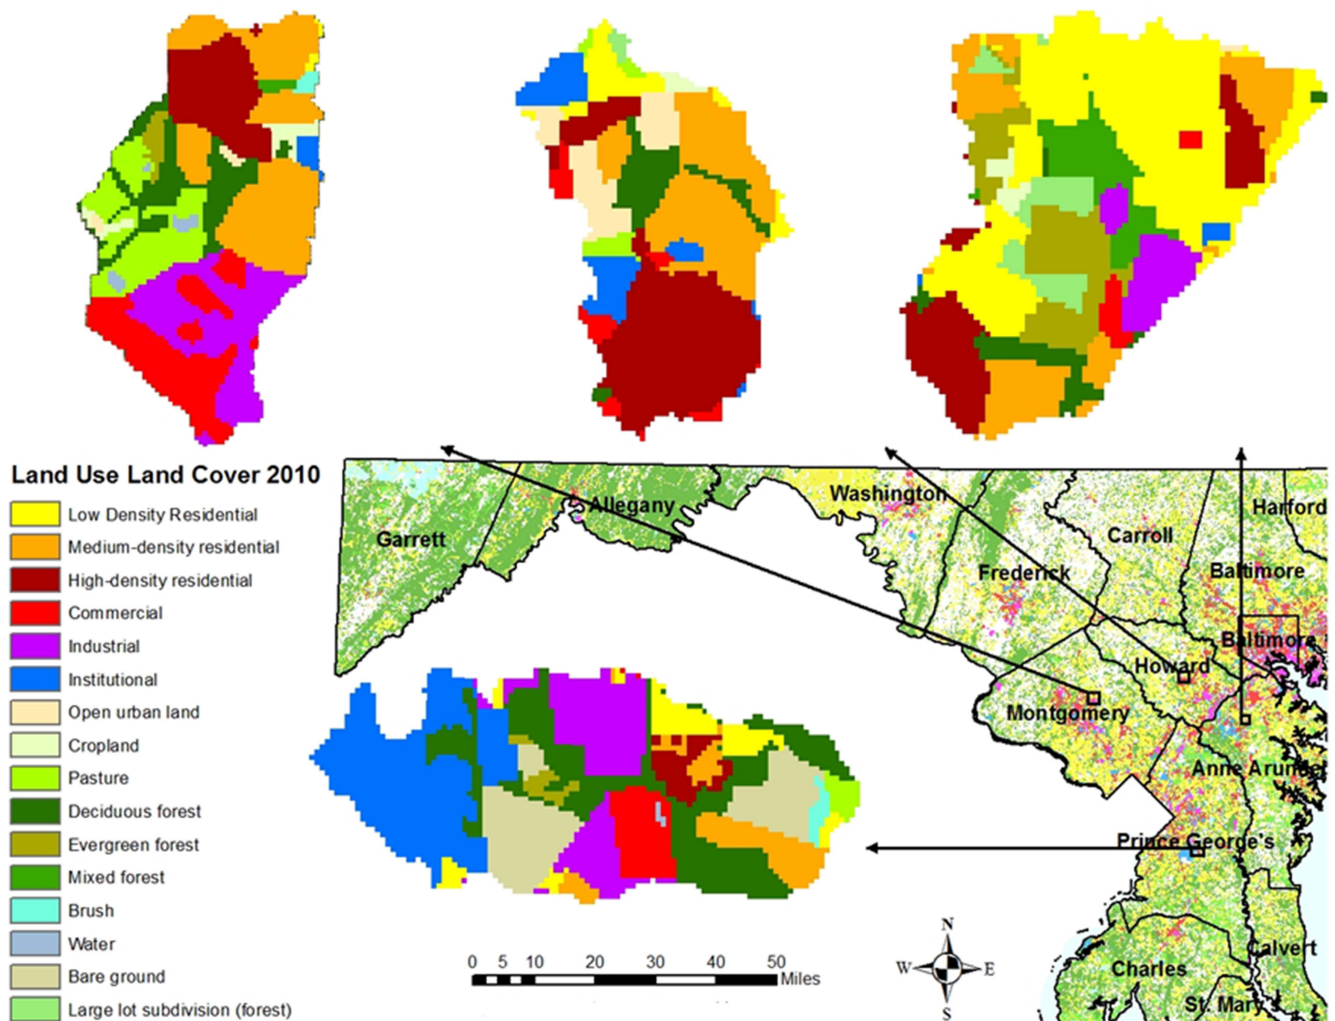 Land Use Land Cover 2010
Low Density Residential
Medium-density residential
High-density residential
Commercial
Industrial
Institutional
Open urban land
Cropland
Pasture
Deciduous forest
Evergreen forest
Mixed forest
Brush
Water
Bare ground
Large lot subdivision (forest)
Garrett
Allegany
Washington
Frederick
Carroll
Harford
Baltimore
Baltimore
Howard
Montgomery
Anne Arundel
Prince George's
Calvert
Charles
St. Mary's
0 5 10 20 30 40 50
Miles
N
W E
S